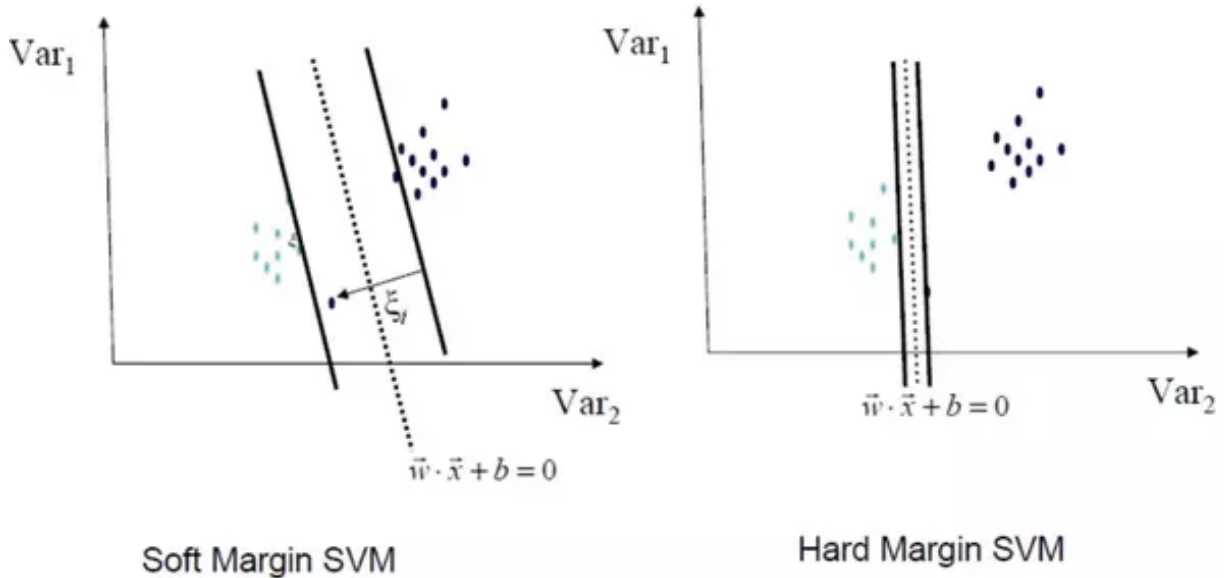 Var₁
ξᵢ
Var₂
w⃗ · x⃗ + b = 0
Soft Margin SVM
Var₁
Var₂
w⃗ · x⃗ + b = 0
Hard Margin SVM